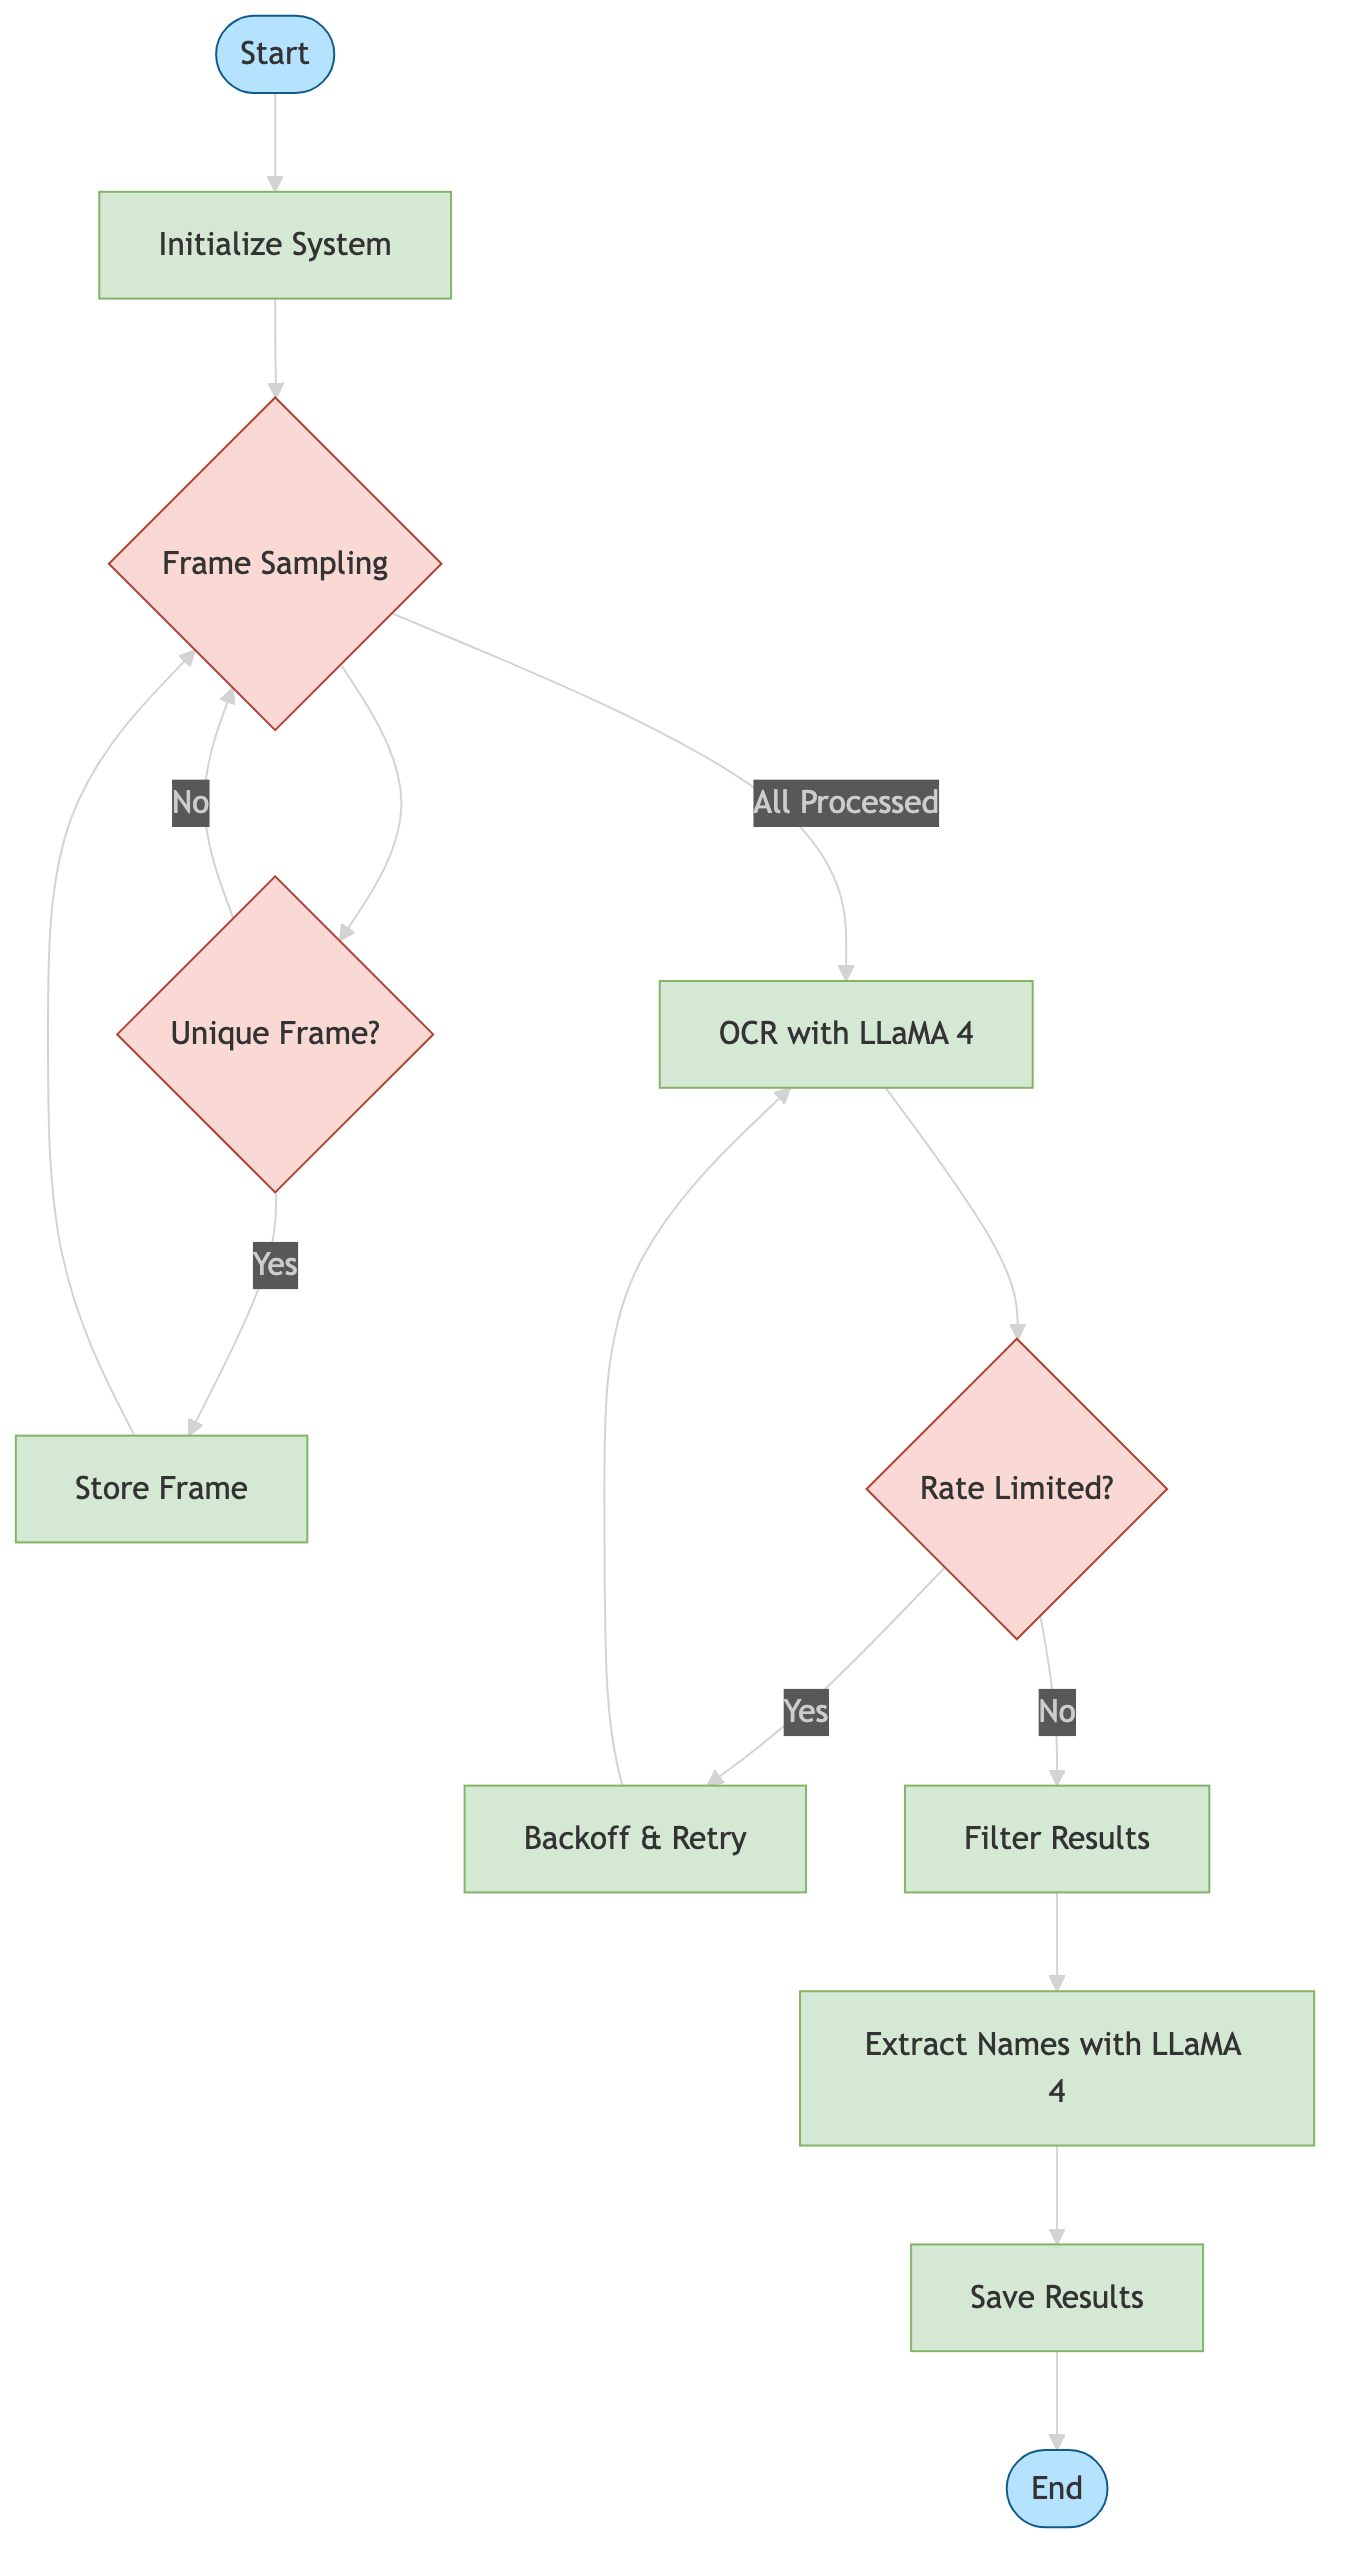 Start
Initialize System
Frame Sampling
No
All Processed
Unique Frame?
OCR with LLaMA 4
Yes
Store Frame
Rate Limited?
Yes
No
Backoff & Retry
Filter Results
Extract Names with LLaMA
4
Save Results
End